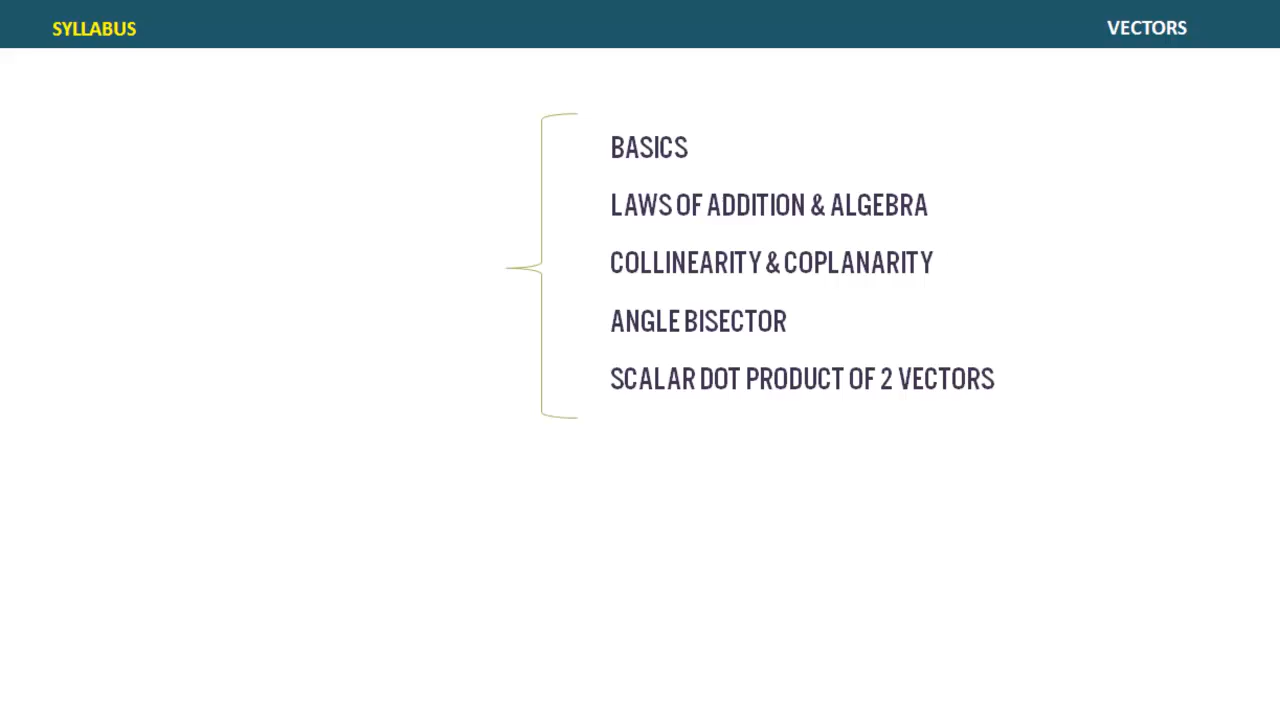 SYLLABUS
VECTORS
BASICS
LAWS OF ADDITION & ALGEBRA
COLLINEARITY & COPLANARITY
ANGLE BISECTOR
SCALAR DOT PRODUCT OF 2 VECTORS